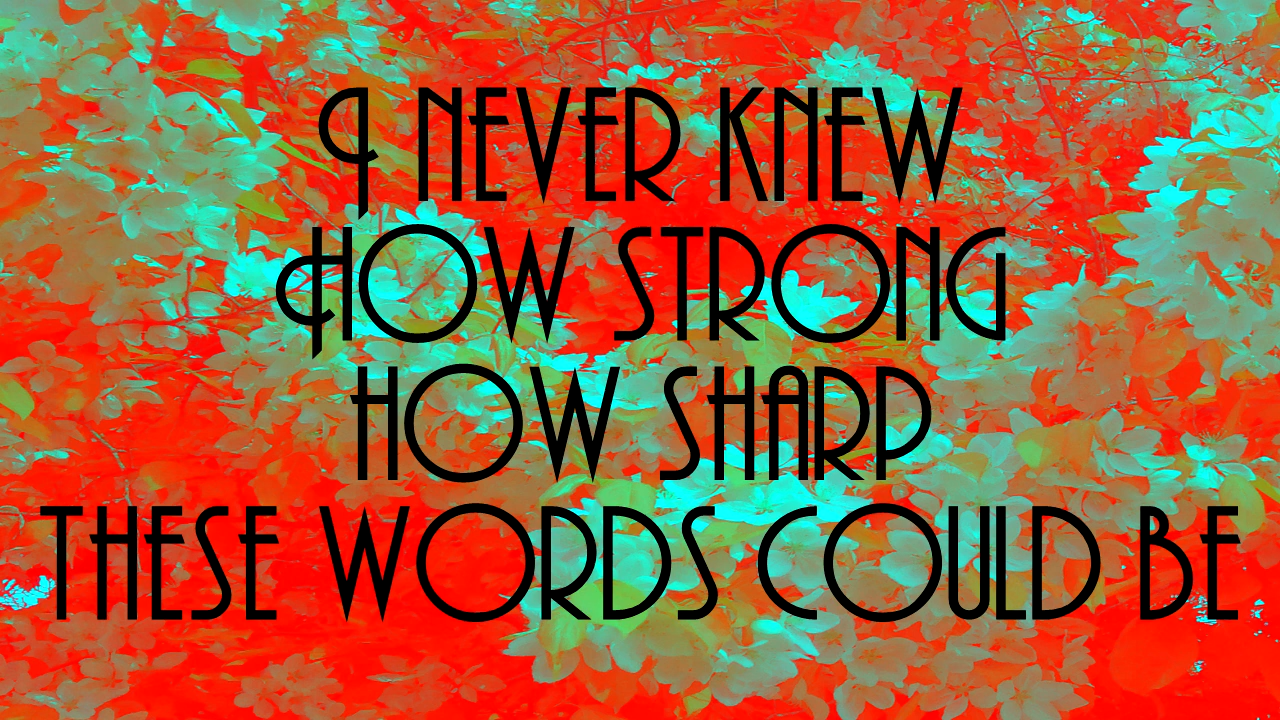 I NEVER KNEW
HOW STRONG
HOW SHARP
THESE WORDS COULD BE